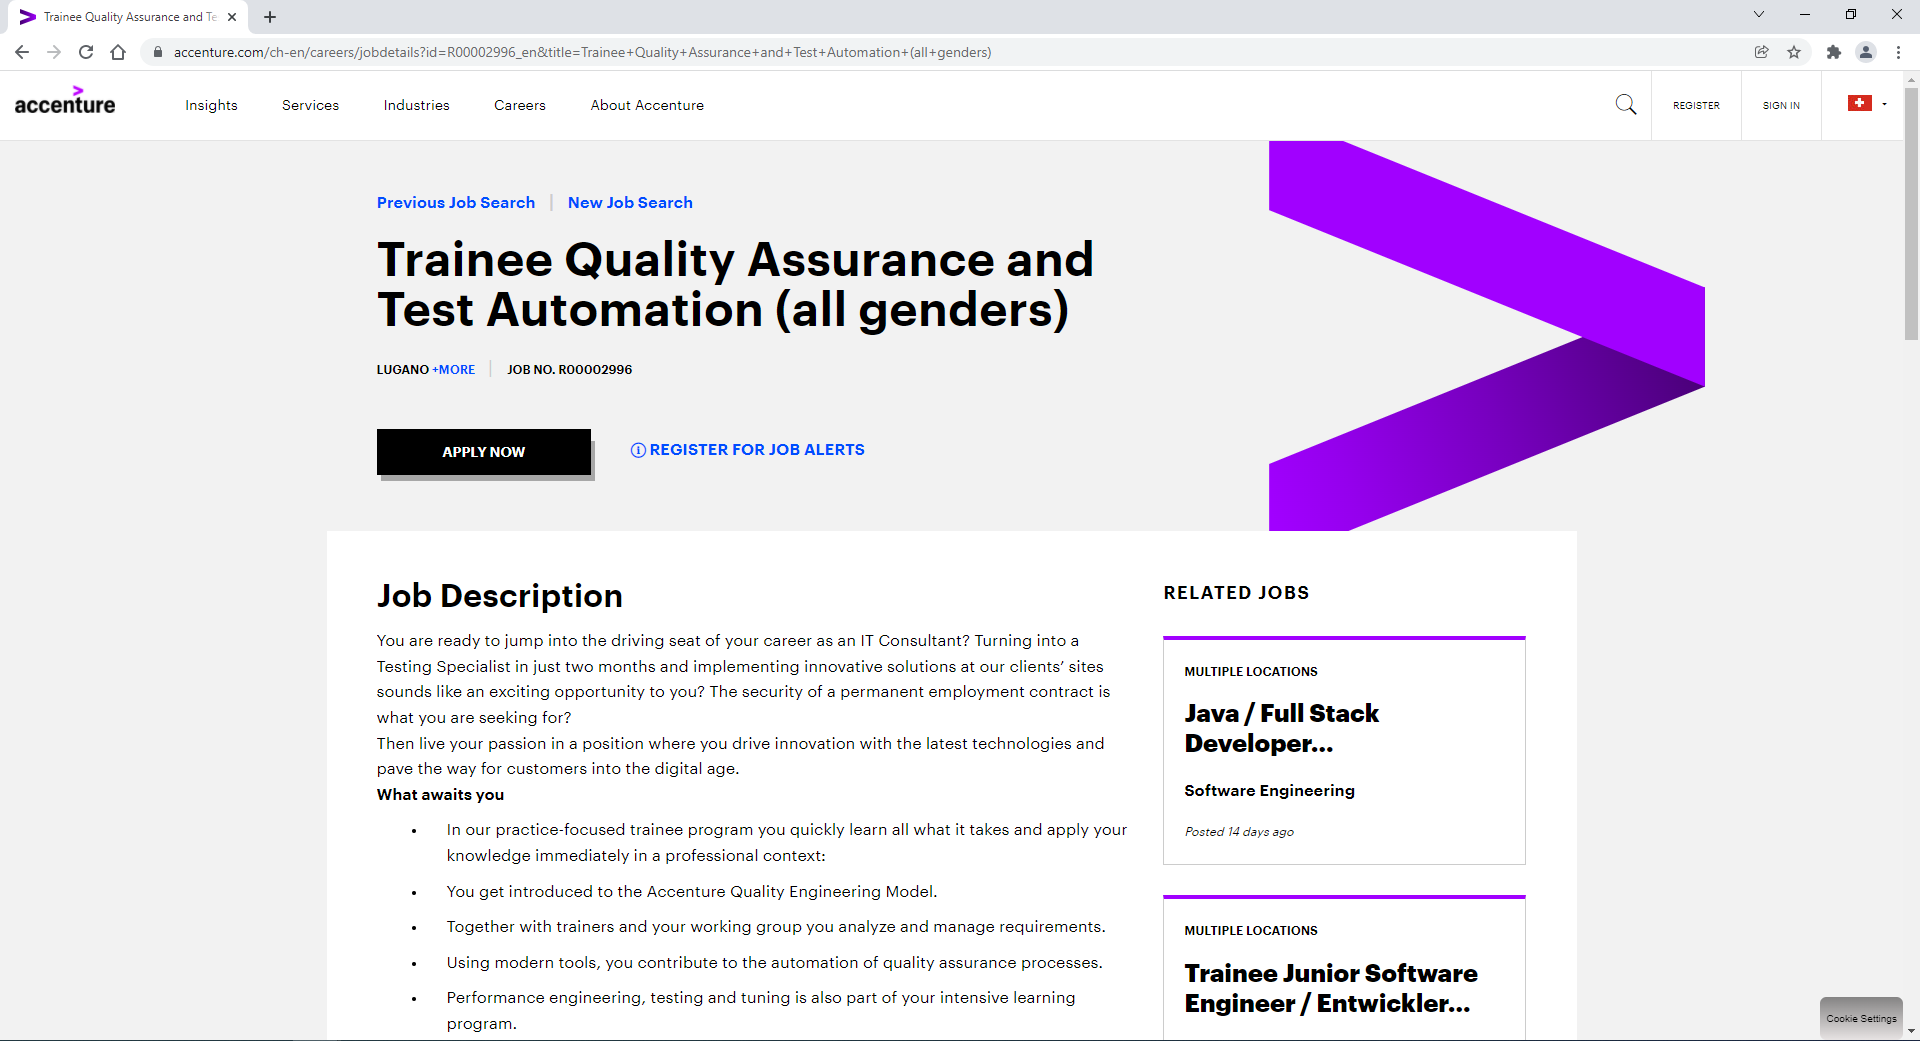 Trainee Quality Assurance and Te
accenture.com/ch-en/careers/jobdetails?id=R00002996_en&title=Trainee+Quality+Assurance+and+Test+Automation+(all+genders)
accenture
Insights
Services
Industries
Careers
About Accenture
REGISTER
SIGN IN
Previous Job Search
New Job Search
Trainee Quality Assurance and
Test Automation (all genders)
LUGANO +MORE
JOB NO. R00002996
APPLY NOW
REGISTER FOR JOB ALERTS
Job Description
You are ready to jump into the driving seat of your career as an IT Consultant? Turning into a
Testing Specialist in just two months and implementing innovative solutions at our clients’ sites
sounds like an exciting opportunity to you? The security of a permanent employment contract is
what you are seeking for?
Then live your passion in a position where you drive innovation with the latest technologies and
pave the way for customers into the digital age.
What awaits you
• In our practice-focused trainee program you quickly learn all what it takes and apply your
knowledge immediately in a professional context:
• You get introduced to the Accenture Quality Engineering Model.
• Together with trainers and your working group you analyze and manage requirements.
• Using modern tools, you contribute to the automation of quality assurance processes.
• Performance engineering, testing and tuning is also part of your intensive learning
program.
RELATED JOBS
MULTIPLE LOCATIONS
Java / Full Stack
Developer...
Software Engineering
Posted 14 days ago
MULTIPLE LOCATIONS
Trainee Junior Software
Engineer / Entwickler...
Cookie Settings